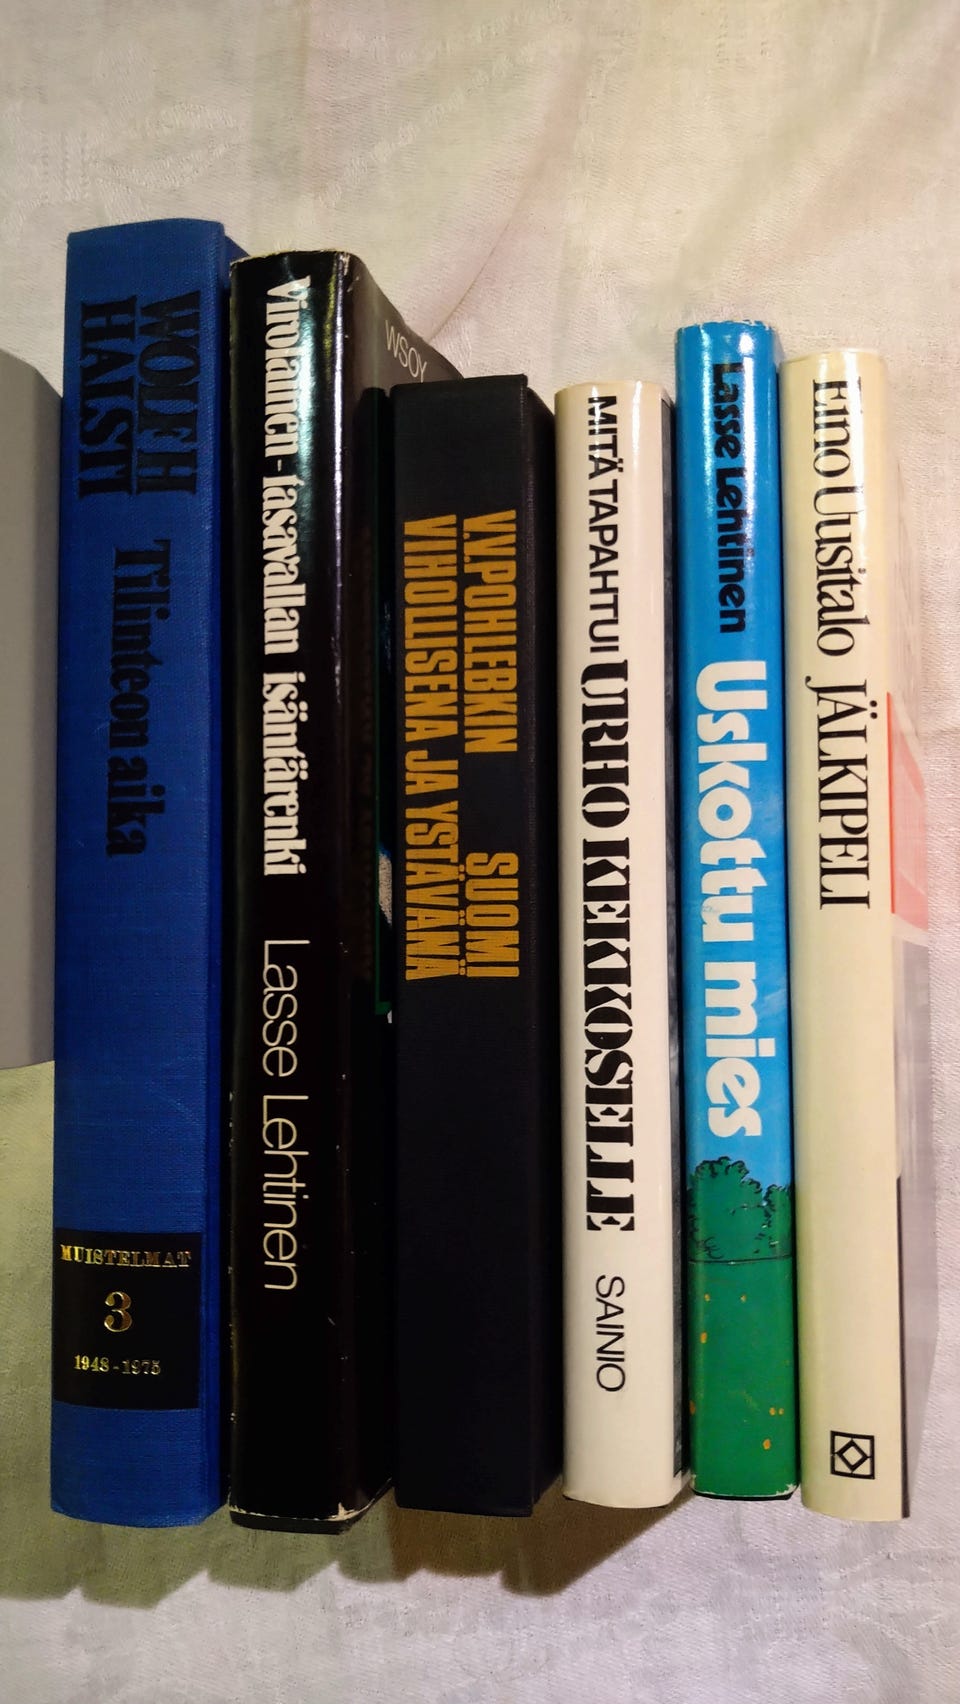 WOLF H
HALSTI
Tilinteon aika
MUISTELMAT
3
1948-1975
Virolainen-tasavallan isäntärenki
Lasse Lehtinen
WSOY
V.V.POHLEBKIN SUOMI
VIHOLLISENA JA YSTÄVÄNÄ
MITÄ TAPAHTUI URHO KEKKOSELLE
SAINIO
Lasse Lehtinen
Uskottu mies
Eino Uusitalo JÄLKIPELI